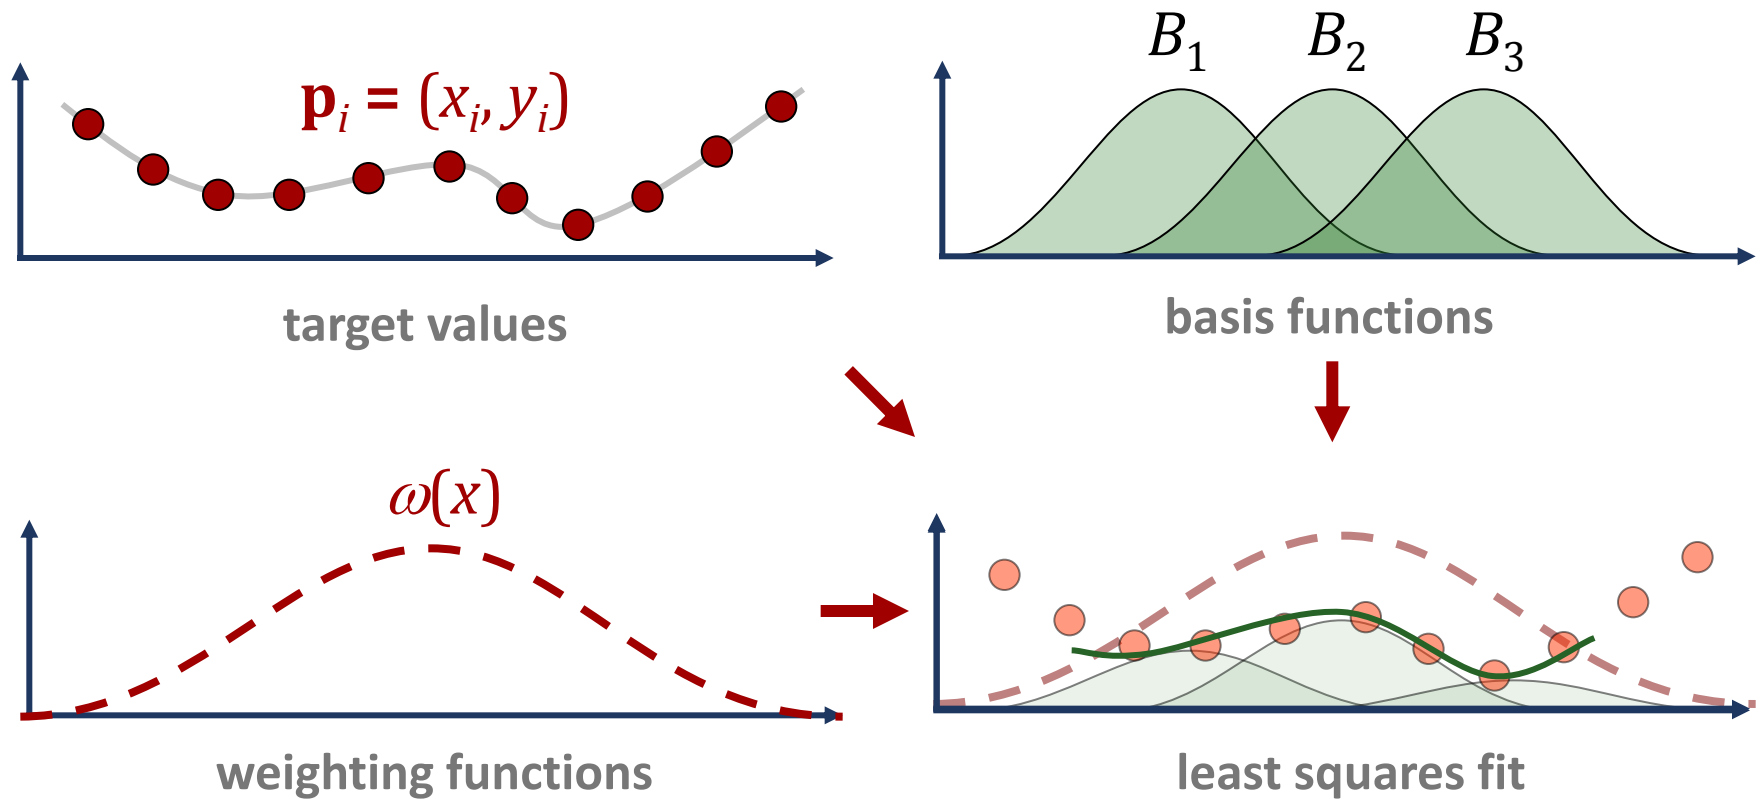 𝐩ᵢ = (xᵢ, yᵢ)
target values
B₁ B₂ B₃
basis functions
ω(x)
weighting functions
least squares fit